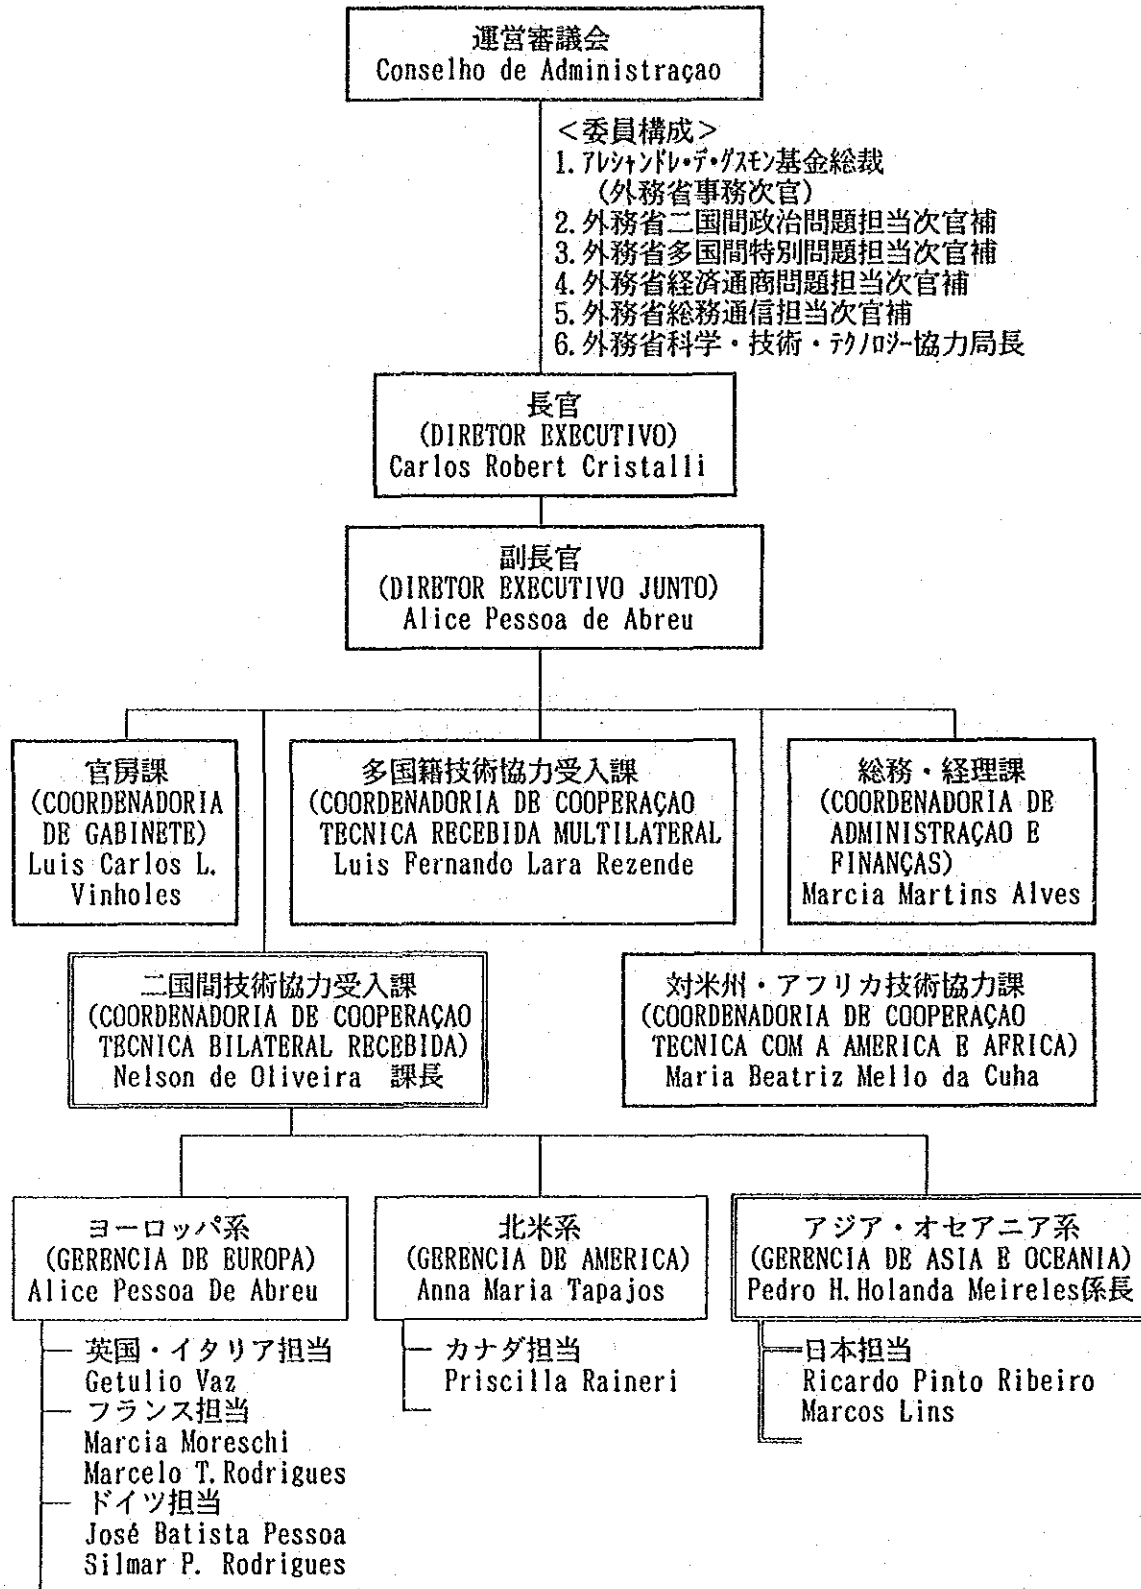 運営審議会
Conselho de Administraçao
＜委員構成＞
1. ｱﾚｼｬﾝﾄﾞﾚ・ﾃﾞ・ｸﾞｽﾓﾝ基金総裁
（外務省事務次官）
2. 外務省二国間政治問題担当次官補
3. 外務省多国間特別問題担当次官補
4. 外務省経済通商問題担当次官補
5. 外務省総務通信担当次官補
6. 外務省科学・技術・ﾃｸﾉﾛｼﾞｰ協力局長
長官
(DIRETOR EXECUTIVO)
Carlos Robert Cristalli
副長官
(DIRETOR EXECUTIVO JUNTO)
Alice Pessoa de Abreu
官房課
(COORDENADORIA
DE GABINETE)
Luis Carlos L.
Vinholes
多国籍技術協力受入課
(COORDENADORIA DE COOPERAÇAO
TECNICA RECEBIDA MULTILATERAL
Luis Fernando Lara Rezende
総務・経理課
(COORDENADORIA DE
ADMINISTRAÇAO E
FINANÇAS)
Marcia Martins Alves
二国間技術協力受入課
(COORDENADORIA DE COOPERAÇAO
TECNICA BILATERAL RECEBIDA)
Nelson de Oliveira 課長
対米州・アフリカ技術協力課
(COORDENADORIA DE COOPERAÇAO
TECNICA COM A AMERICA E AFRICA)
Maria Beatriz Mello da Cuha
ヨーロッパ系
(GERENCIA DE EUROPA)
Alice Pessoa De Abreu
英国・イタリア担当
Getulio Vaz
フランス担当
Marcia Moreschi
Marcelo T. Rodrigues
ドイツ担当
José Batista Pessoa
Silmar P. Rodrigues
北米系
(GERENCIA DE AMERICA)
Anna Maria Tapajos
カナダ担当
Priscilla Raineri
アジア・オセアニア系
(GERENCIA DE ASIA E OCEANIA)
Pedro H. Holanda Meireles係長
日本担当
Ricardo Pinto Ribeiro
Marcos Lins